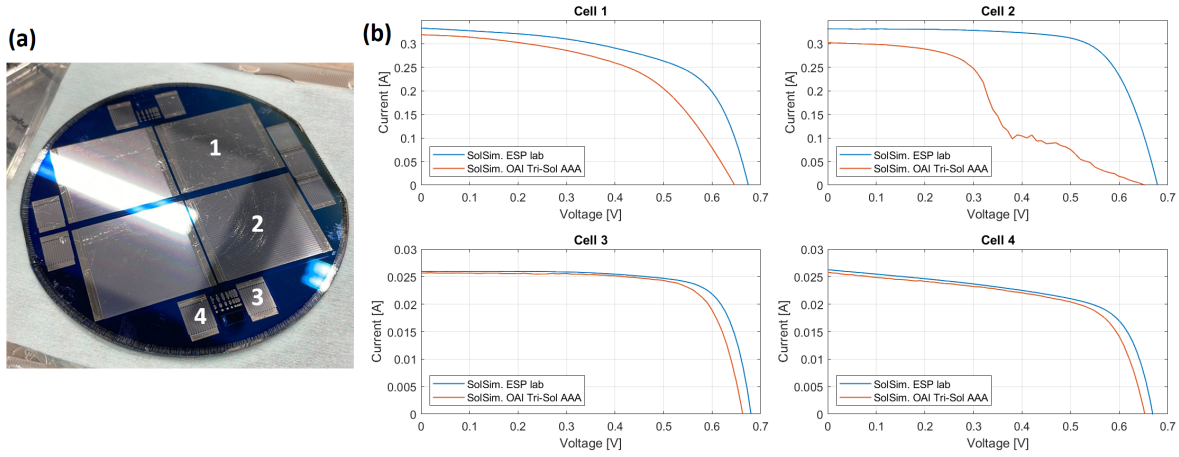 (a)
1
2
3
4
(b)
Cell 1
Current [A]
0.3
0.25
0.2
0.15
0.1
0.05
0
SolSim. ESP lab
SolSim. OAI Tri-Sol AAA
0 0.1 0.2 0.3 0.4 0.5 0.6 0.7
Voltage [V]
Cell 2
Current [A]
0.3
0.25
0.2
0.15
0.1
0.05
0
SolSim. ESP lab
SolSim. OAI Tri-Sol AAA
0 0.1 0.2 0.3 0.4 0.5 0.6 0.7
Voltage [V]
Cell 3
Current [A]
0.03
0.025
0.02
0.015
0.01
0.005
0
SolSim. ESP lab
SolSim. OAI Tri-Sol AAA
0 0.1 0.2 0.3 0.4 0.5 0.6 0.7
Voltage [V]
Cell 4
Current [A]
0.03
0.025
0.02
0.015
0.01
0.005
0
SolSim. ESP lab
SolSim. OAI Tri-Sol AAA
0 0.1 0.2 0.3 0.4 0.5 0.6 0.7
Voltage [V]